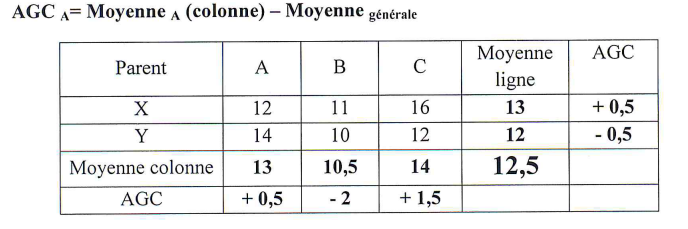 AGC A= Moyenne A (colonne) – Moyenne générale
Parent A B C Moyenne ligne AGC
X 12 11 16 13 + 0,5
Y 14 10 12 12 - 0,5
Moyenne colonne 13 10,5 14 12,5
AGC + 0,5 - 2 + 1,5